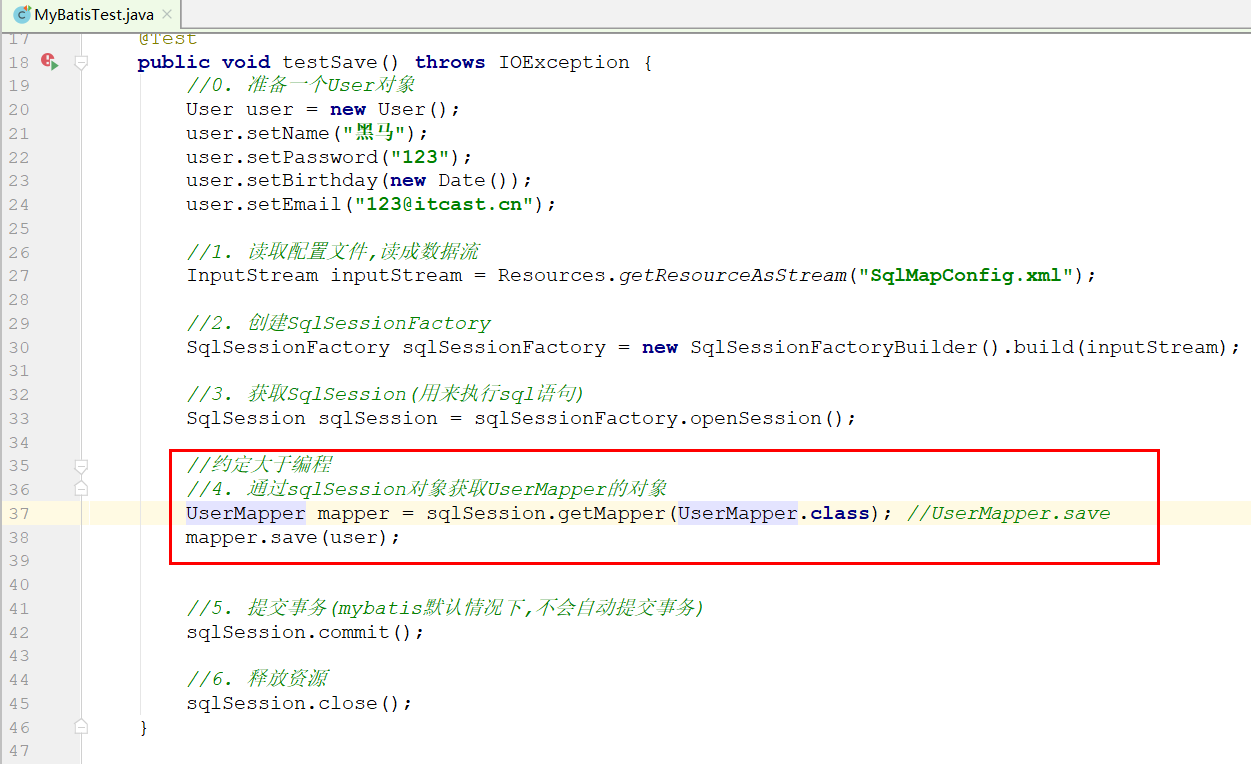 MyBatisTest.java
17 @Test
18 public void testSave() throws IOException {
19 //0. 准备一个User对象
20 User user = new User();
21 user.setName("黑马");
22 user.setPassword("123");
23 user.setBirthday(new Date());
24 user.setEmail("123@itcast.cn");
25
26 //1. 读取配置文件,读成数据流
27 InputStream inputStream = Resources.getResourceAsStream("SqlMapConfig.xml");
28
29 //2. 创建SqlSessionFactory
30 SqlSessionFactory sqlSessionFactory = new SqlSessionFactoryBuilder().build(inputStream);
31
32 //3. 获取SqlSession(用来执行sql语句)
33 SqlSession sqlSession = sqlSessionFactory.openSession();
34
35 //约定大于编程
36 //4. 通过sqlSession对象获取UserMapper的对象
37 UserMapper mapper = sqlSession.getMapper(UserMapper.class); //UserMapper.save
38 mapper.save(user);
39
40
41 //5. 提交事务(mybatis默认情况下,不会自动提交事务)
42 sqlSession.commit();
43
44 //6. 释放资源
45 sqlSession.close();
46 }
47